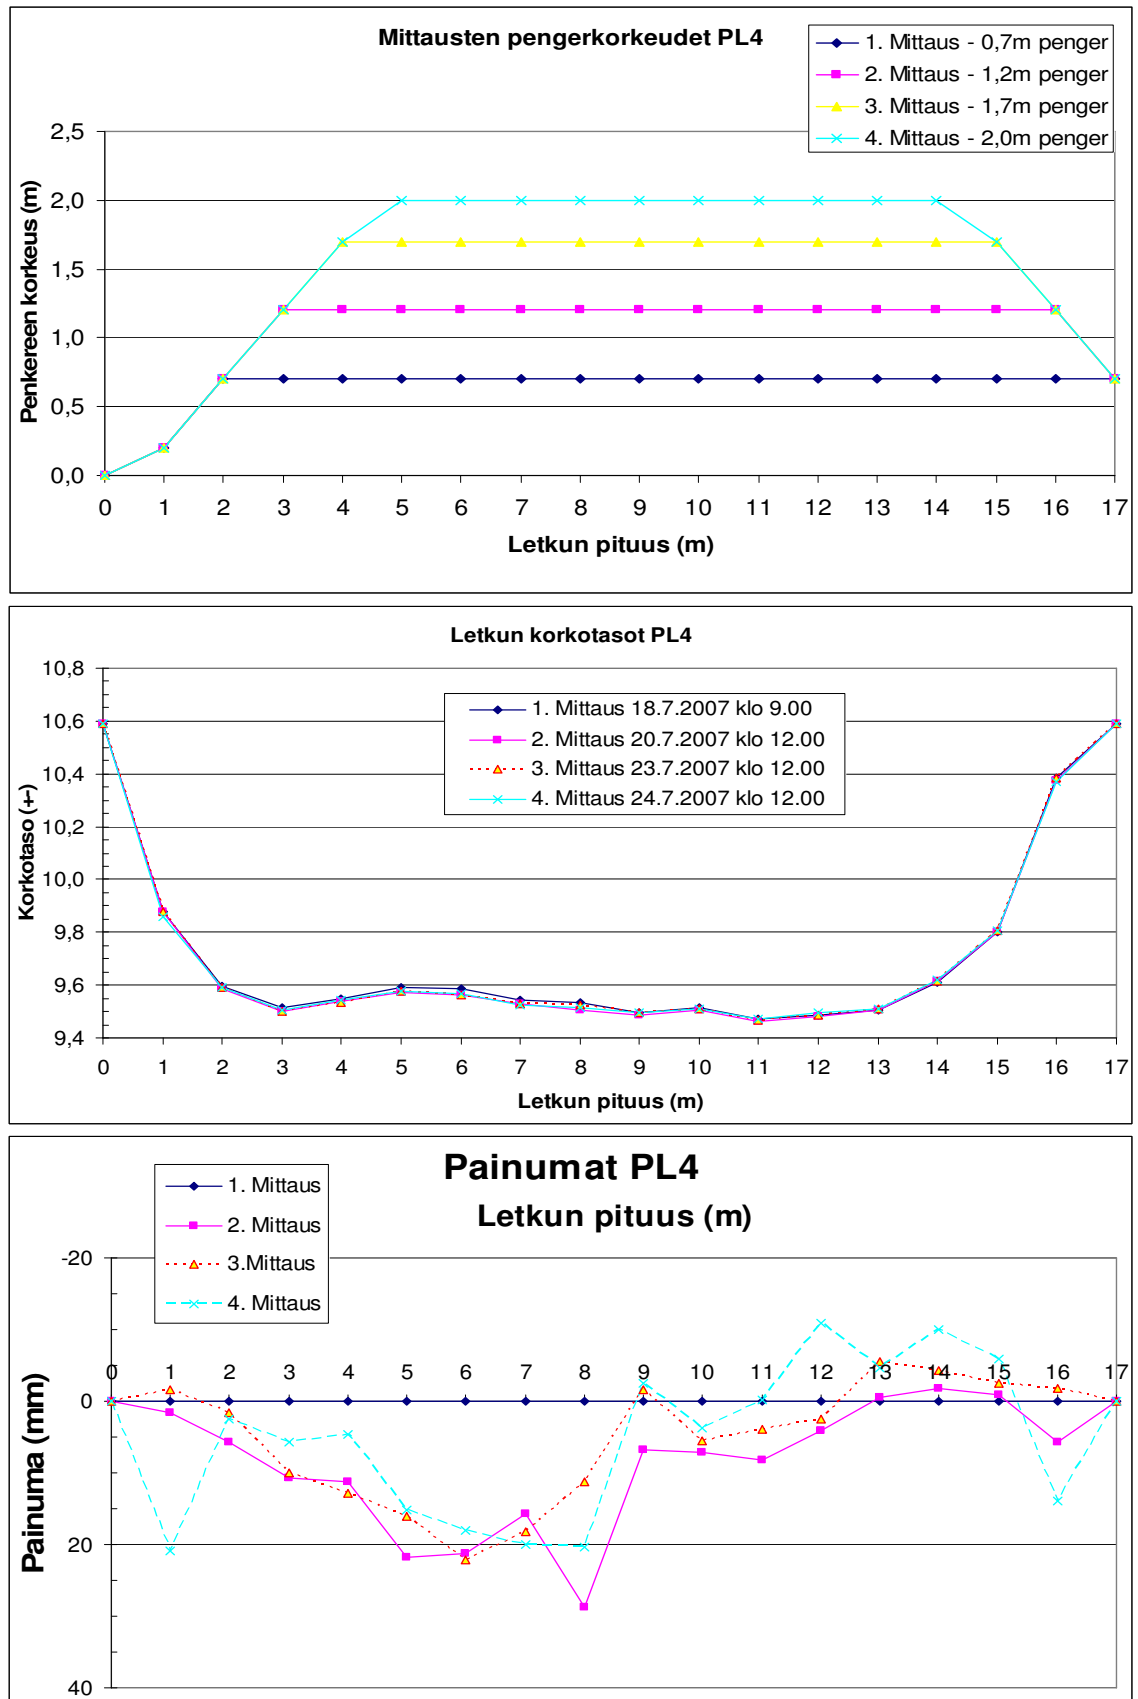 Mittausten pengerkorkeudet PL4
1. Mittaus - 0,7m penger
2. Mittaus - 1,2m penger
3. Mittaus - 1,7m penger
4. Mittaus - 2,0m penger
Penkereen korkeus (m)
2,5
2,0
1,5
1,0
0,5
0,0
0 1 2 3 4 5 6 7 8 9 10 11 12 13 14 15 16 17
Letkun pituus (m)
Letkun korkotasot PL4
1. Mittaus 18.7.2007 klo 9.00
2. Mittaus 20.7.2007 klo 12.00
3. Mittaus 23.7.2007 klo 12.00
4. Mittaus 24.7.2007 klo 12.00
Korkotaso (+-)
10,8
10,6
10,4
10,2
10,0
9,8
9,6
9,4
0 1 2 3 4 5 6 7 8 9 10 11 12 13 14 15 16 17
Letkun pituus (m)
Painumat PL4
Letkun pituus (m)
1. Mittaus
2. Mittaus
3.Mittaus
4. Mittaus
Painuma (mm)
-20
0 1 2 3 4 5 6 7 8 9 10 11 12 13 14 15 16 17
0
20
40